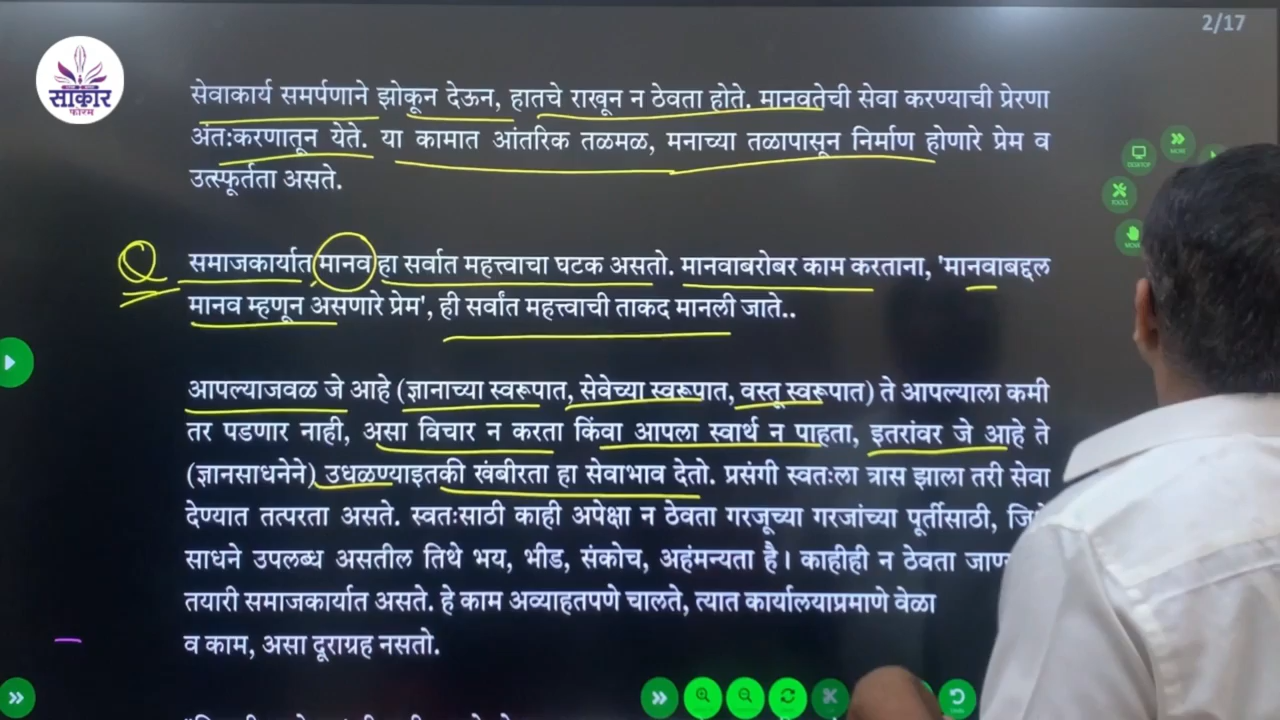 2/17
साकार
फोरम
सेवाकार्य समर्पणाने झोकून देऊन, हातचे राखून न ठेवता होते. मानवतेची सेवा करण्याची प्रेरणा
अंतःकरणातून येते. या कामात आंतरिक तळमळ, मनाच्या तळापासून निर्माण होणारे प्रेम व
उत्स्फूर्तता असते.
Q समाजकार्यात मानव हा सर्वात महत्त्वाचा घटक असतो. मानवाबरोबर काम करताना, 'मानवाबद्दल
मानव म्हणून असणारे प्रेम', ही सर्वांत महत्त्वाची ताकद मानली जाते..
आपल्याजवळ जे आहे (ज्ञानाच्या स्वरूपात, सेवेच्या स्वरूपात, वस्तू स्वरूपात) ते आपल्याला कमी
तर पडणार नाही, असा विचार न करता किंवा आपला स्वार्थ न पाहता, इतरांवर जे आहे ते
(ज्ञानसाधनेने) उधळण्याइतकी खंबीरता हा सेवाभाव देतो. प्रसंगी स्वतःला त्रास झाला तरी सेवा
देण्यात तत्परता असते. स्वतःसाठी काही अपेक्षा न ठेवता गरजूच्या गरजांच्या पूर्तीसाठी,
साधने उपलब्ध असतील तिथे भय, भीड, संकोच, अहंमन्यता है। काहीही न ठेवता
तयारी समाजकार्यात असते. हे काम अव्याहतपणे चालते, त्यात कार्यालयाप्रमाणे वेळा
व काम, असा दूराग्रह नसतो.
DESKTOP
MORE
TOOLS
MORE